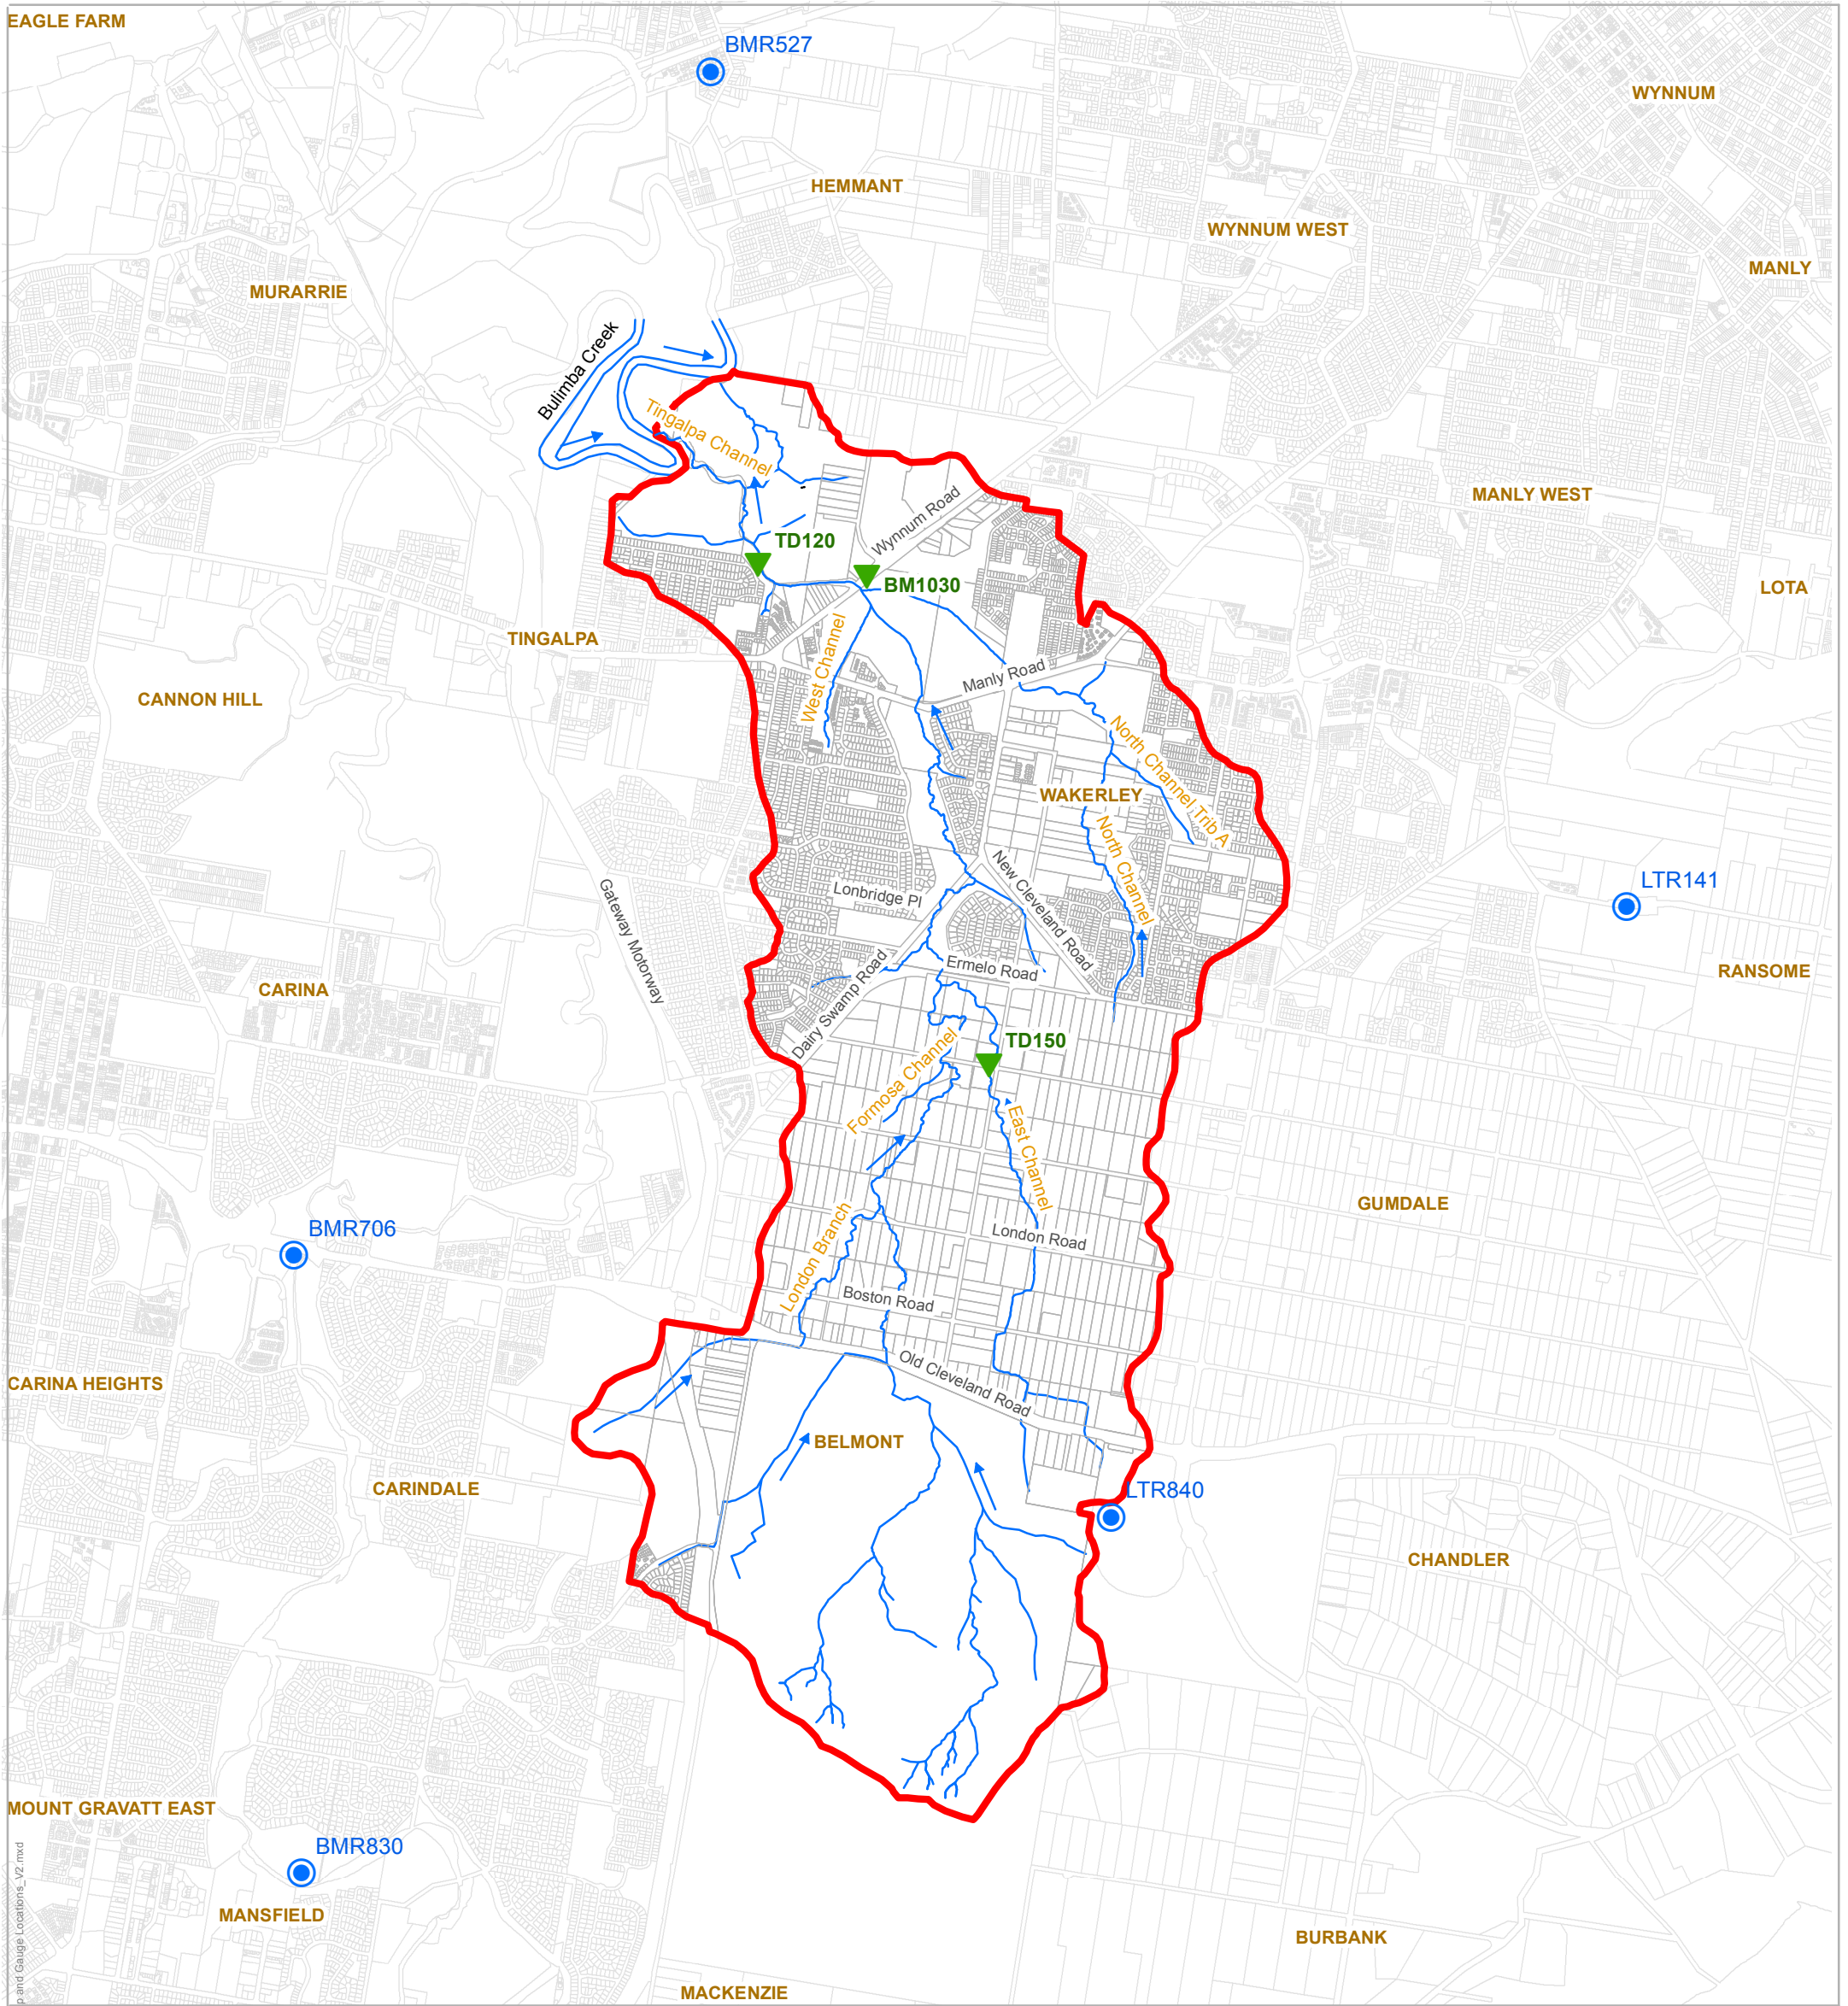 EAGLE FARM
BMR527
WYNNUM
HEMMANT
WYNNUM WEST
MANLY
MURARRIE
Bulimba Creek
Tingalpa Channel
MANLY WEST
Wynnum Road
TD120
BM1030
LOTA
TINGALPA
West Channel
Manly Road
CANNON HILL
North Channel Trib A
WAKERLEY
North Channel
New Cleveland Road
Lonbridge Pl
LTR141
Gateway Motorway
Ermelo Road
RANSOME
CARINA
Dairy Swamp Road
TD150
Formosa Channel
East Channel
GUMDALE
BMR706
London Road
London Branch
Boston Road
CARINA HEIGHTS
Old Cleveland Road
BELMONT
CARINDALE
LTR840
CHANDLER
MOUNT GRAVATT EAST
BMR830
p and Gauge Locations_V2.mxd
MANSFIELD
BURBANK
MACKENZIE